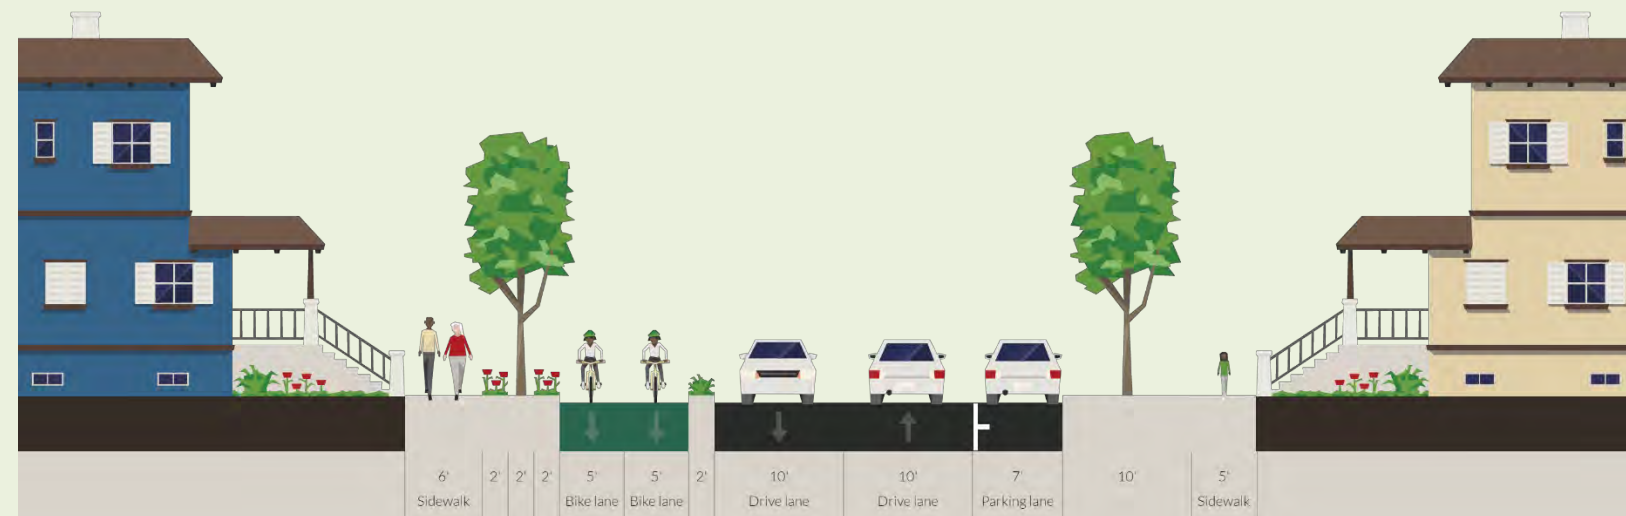 6' 2' 2' 2' 5' 5' 2' 10' 10' 7' 10' 5'
Sidewalk Bike lane Bike lane Drive lane Drive lane Parking lane Sidewalk